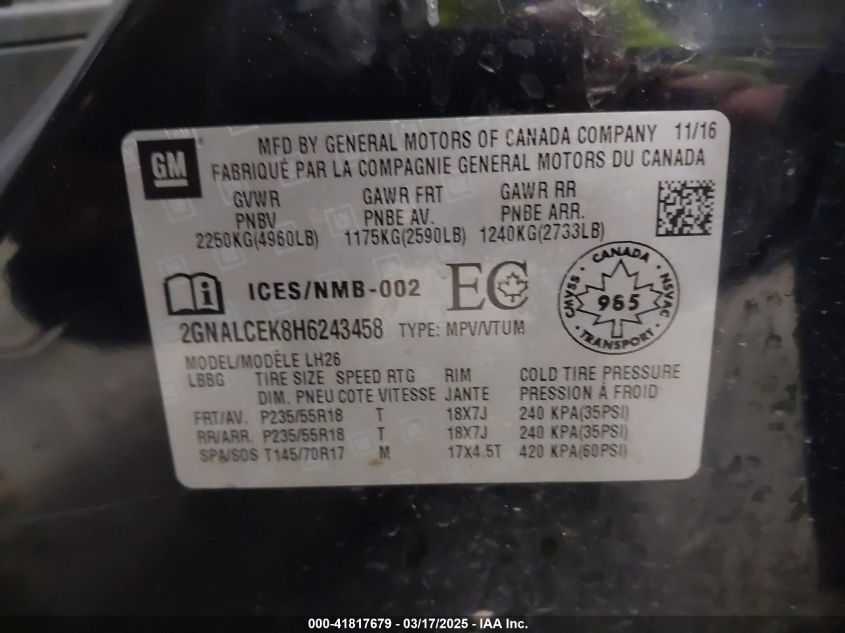 GM
MFD BY GENERAL MOTORS OF CANADA COMPANY 11/16
FABRIQUÉ PAR LA COMPAGNIE GENERAL MOTORS DU CANADA
GVWR GAWR FRT GAWR RR
PNBV PNBE AV. PNBE ARR.
2250KG(4960LB) 1175KG(2590LB) 1240KG(2733LB)
i ICES/NMB-002 EC
CANADA
CMVSS 965 NSVAC
TRANSPORT
2GNALCEK8H6243458 TYPE: MPV/VTUM
MODEL/MODÈLE LH26
LBBG TIRE SIZE SPEED RTG RIM COLD TIRE PRESSURE
DIM. PNEU COTE VITESSE JANTE PRESSION À FROID
FRT/AV. P235/55R18 T 18X7J 240 KPA(35PSI)
RR/ARR. P235/55R18 T 18X7J 240 KPA(35PSI)
SPA/SOS T145/70R17 M 17X4.5T 420 KPA(60PSI)
000-41817679 - 03/17/2025 - IAA Inc.